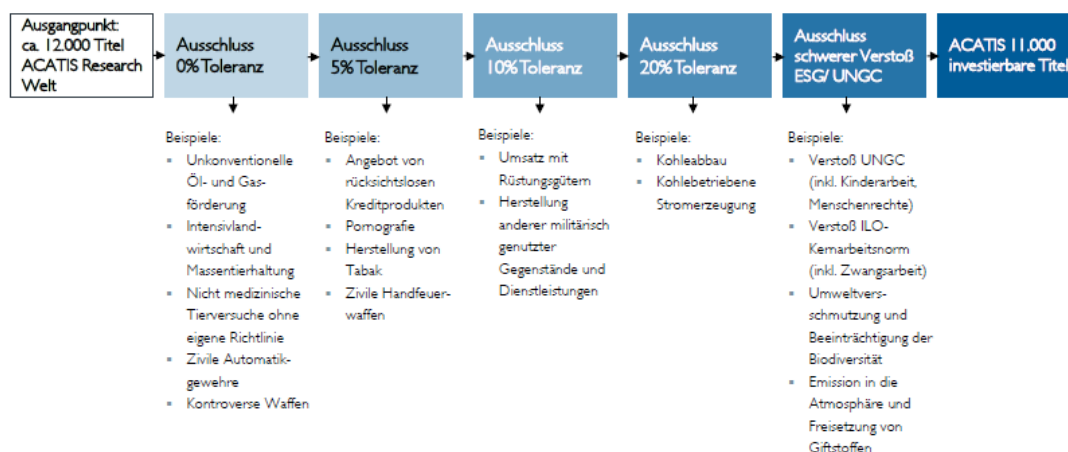 Ausgangpunkt:
ca. 12.000 Titel
ACATIS Research
Welt
Ausschluss
0% Toleranz
Ausschluss
5% Toleranz
Ausschluss
10% Toleranz
Ausschluss
20% Toleranz
Ausschluss
schwerer Verstoß
ESG/ UNGC
ACATIS 11.000
investierbare Titel
Beispiele:
▪ Unkonventionelle
Öl- und Gas-
förderung
▪ Intensivland-
wirtschaft und
Massentierhaltung
▪ Nicht medizinische
Tierversuche ohne
eigene Richtlinie
▪ Zivile Automatik-
gewehre
▪ Kontroverse Waffen
Beispiele:
▪ Angebot von
rücksichtslosen
Kreditprodukten
▪ Pornografie
▪ Herstellung von
Tabak
▪ Zivile Handfeuer-
waffen
Beispiele:
▪ Umsatz mit
Rüstungsgütern
▪ Herstellung
anderer militärisch
genutzter
Gegenstände und
Dienstleistungen
Beispiele:
▪ Kohleabbau
▪ Kohlebetriebene
Stromerzeugung
Beispiele:
▪ Verstoß UNGC
(inkl. Kinderarbeit,
Menschenrechte)
▪ Verstoß ILO-
Kernarbeitsnorm
(inkl. Zwangsarbeit)
▪ Umweltvers-
schmutzung und
Beeinträchtigung der
Biodiversität
▪ Emission in die
Atmosphäre und
Freisetzung von
Giftstoffen